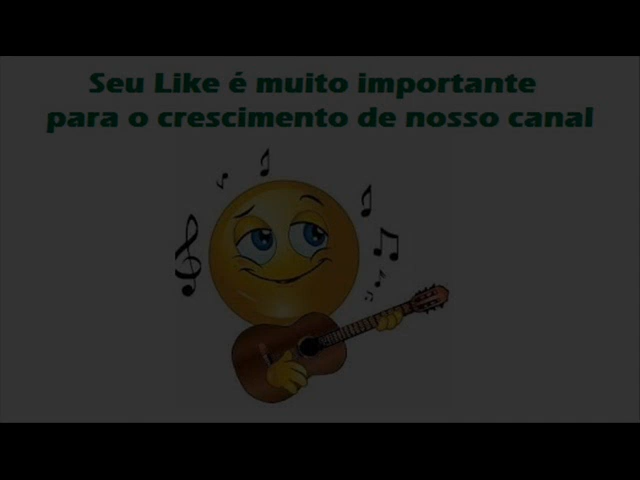 Seu Like é muito importante
para o crescimento de nosso canal